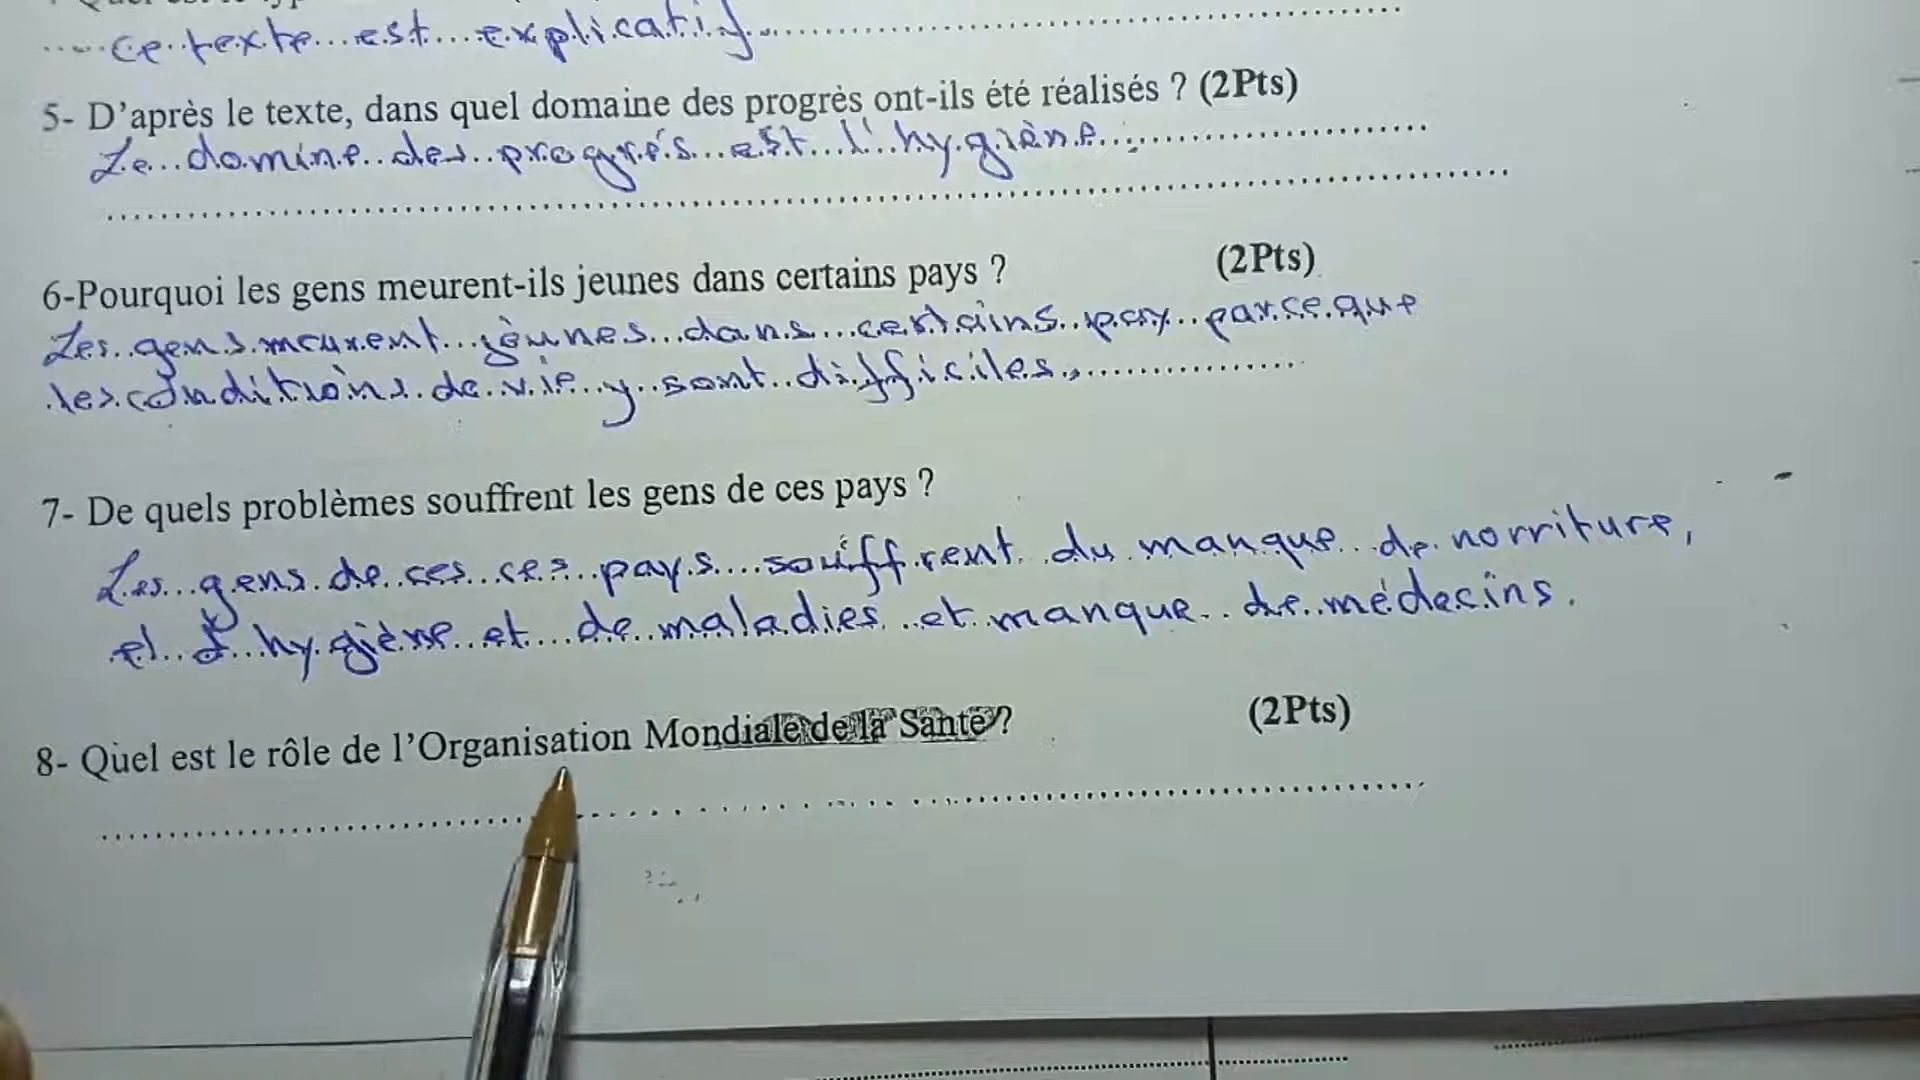 Quel est le
Ce texte est explicatif
5- D'après le texte, dans quel domaine des progrès ont-ils été réalisés ? (2Pts)
Le domine des progrés est l'hygiène.
6-Pourquoi les gens meurent-ils jeunes dans certains pays ? (2Pts)
Les gens meurent jeunes dans certains pay parce que
les conditions de vie y sont difficiles.
7- De quels problèmes souffrent les gens de ces pays ?
Les gens de ces ces pays souffrent du manque de norriture,
et d'hygiène et de maladies et manque de médecins.
8- Quel est le rôle de l'Organisation Mondiale de la Santé ? (2Pts)